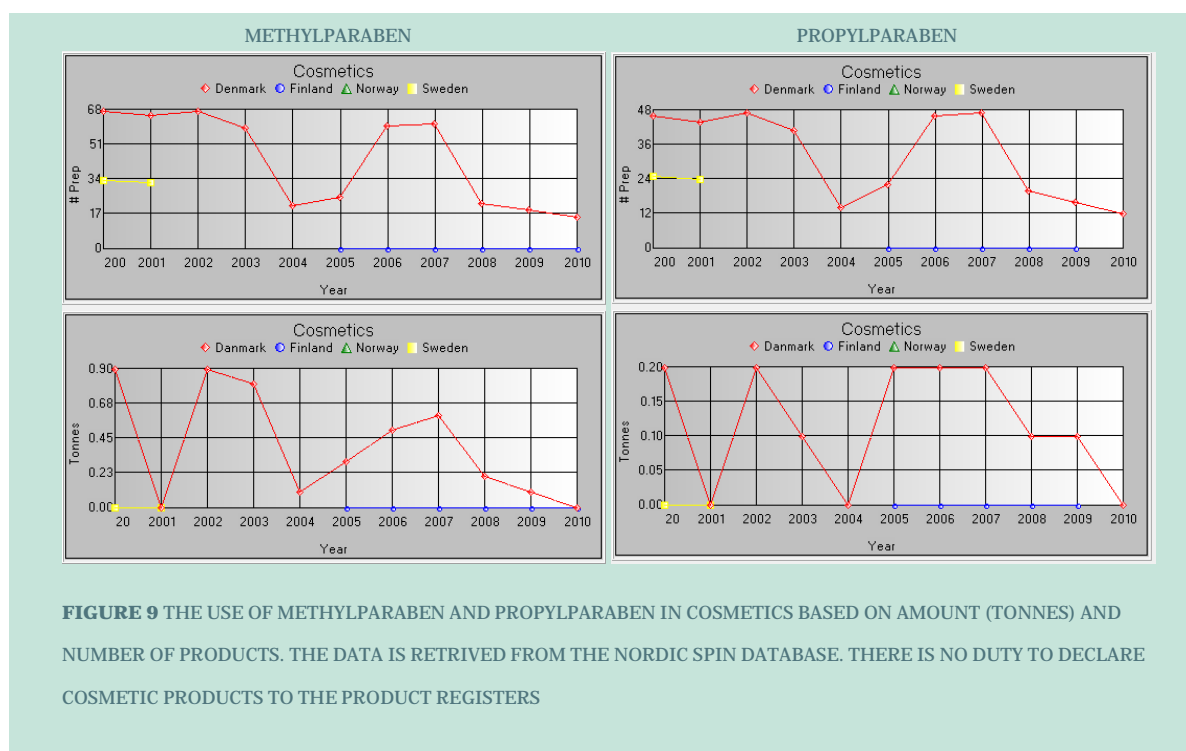 METHYLPARABEN
PROPYLPARABEN
Cosmetics
Denmark Finland Norway Sweden
68
51
34
17
0
# Prep
200 2001 2002 2003 2004 2005 2006 2007 2008 2009 2010
Year
Cosmetics
Denmark Finland Norway Sweden
48
36
24
12
0
# Prep
200 2001 2002 2003 2004 2005 2006 2007 2008 2009 2010
Year
Cosmetics
Danmark Finland Norway Sweden
0.90
0.68
0.45
0.23
0.00
Tonnes
20 2001 2002 2003 2004 2005 2006 2007 2008 2009 2010
Year
Cosmetics
Danmark Finland Norway Sweden
0.20
0.15
0.10
0.05
0.00
Tonnes
20 2001 2002 2003 2004 2005 2006 2007 2008 2009 2010
Year
FIGURE 9 THE USE OF METHYLPARABEN AND PROPYLPARABEN IN COSMETICS BASED ON AMOUNT (TONNES) AND
NUMBER OF PRODUCTS. THE DATA IS RETRIVED FROM THE NORDIC SPIN DATABASE. THERE IS NO DUTY TO DECLARE
COSMETIC PRODUCTS TO THE PRODUCT REGISTERS